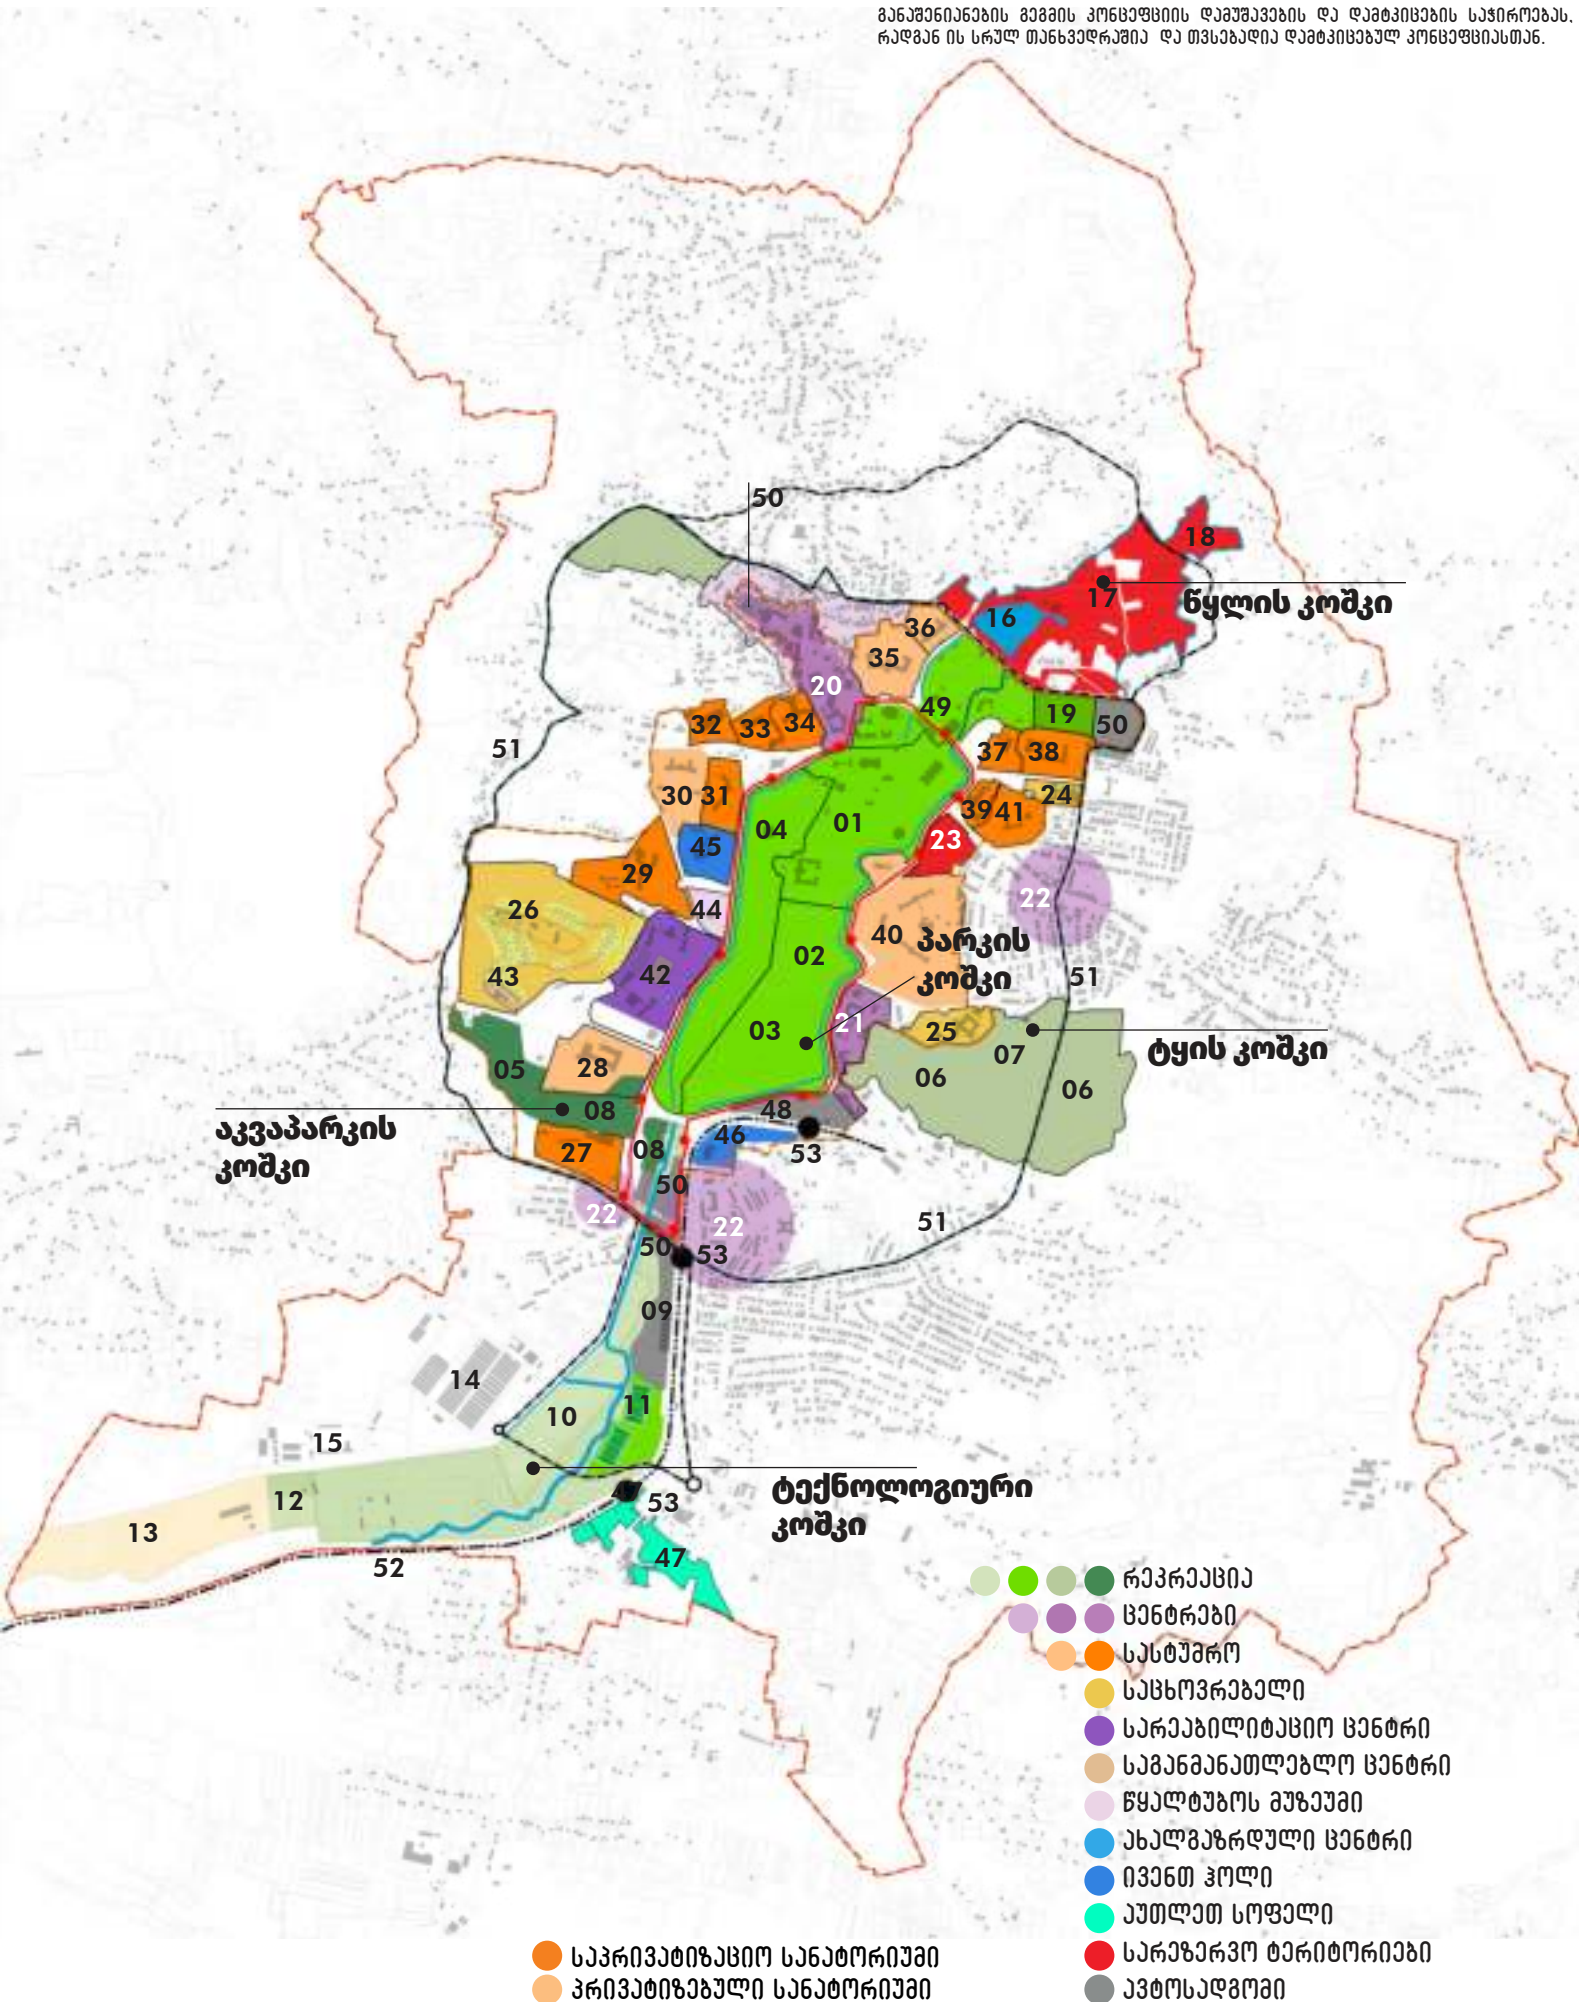 განაშენიანების გეგმის კონცეფციის დამუშავების და დამტკიცების საჭიროებას,
რადგან ის სრულ თანხვედრაშია და თვსებადია დამტკიცებულ კონცეფციასთან.
50
18
17
წყლის კოშკი
16
36
35
20
49
19
50
32
33
34
37
38
51
30
31
24
04
01
39
41
45
23
29
22
26
44
40
პარკის
კოშკი
02
42
43
51
21
03
25
07
ტყის კოშკი
05
28
06
06
08
48
აკვაპარკის
კოშკი
27
08
46
53
50
22
22
51
50
53
09
14
11
10
15
ტექნოლოგიური
კოშკი
47
53
12
13
52
47
რეკრეაცია
ცენტრები
სასტუმრო
საცხოვრებელი
სარეაბილიტაციო ცენტრი
საგანმანათლებლო ცენტრი
წყალტუბოს მუზეუმი
ახალგაზრდული ცენტრი
ივენთ ჰოლი
აუთლეთ სოფელი
სარეზერვო ტერიტორიები
ავტოსადგომი
საპრივატიზაციო სანატორიუმი
პრივატიზებული სანატორიუმი